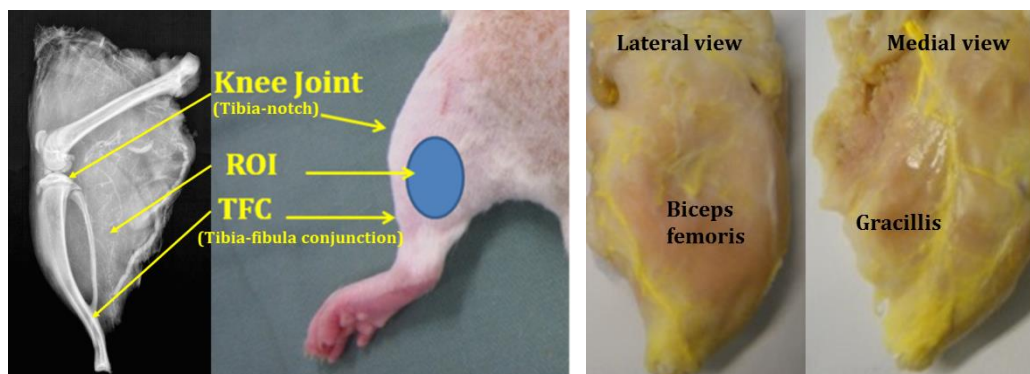 Knee Joint
(Tibia-notch)
ROI
TFC
(Tibia-fibula conjunction)
Lateral view
Medial view
Biceps
femoris
Gracillis